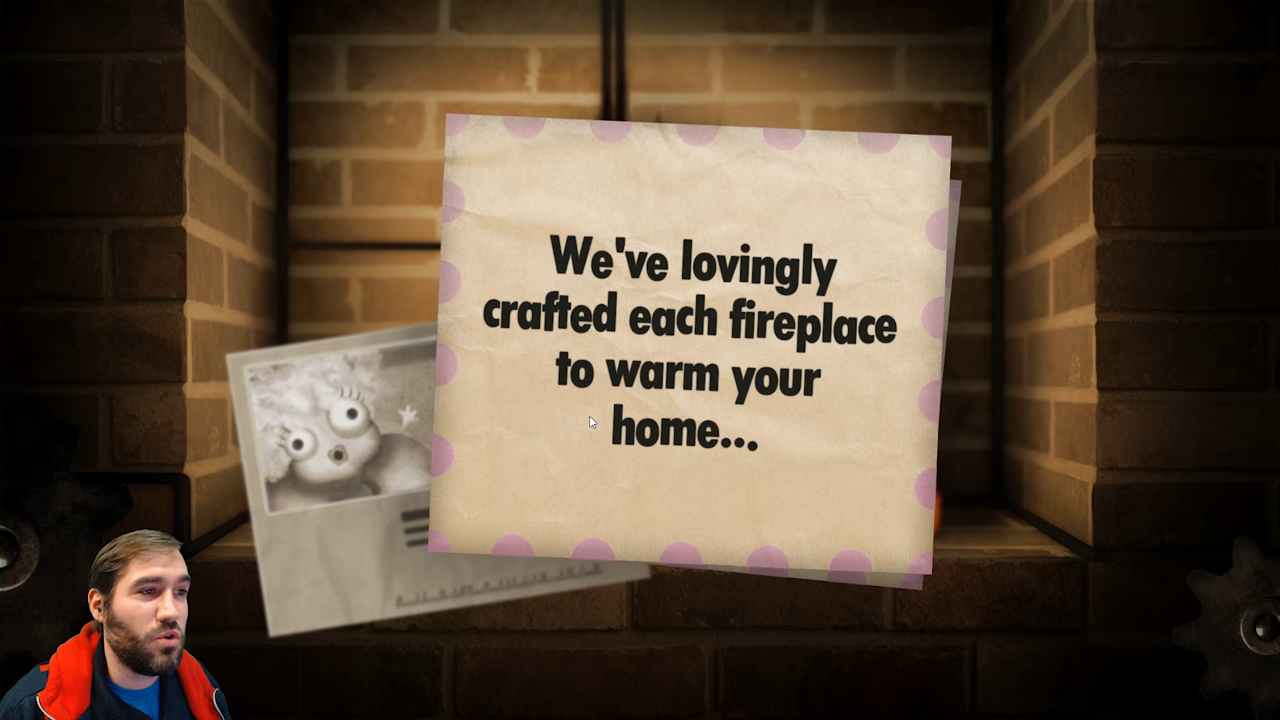 We've lovingly
crafted each fireplace
to warm your
home...